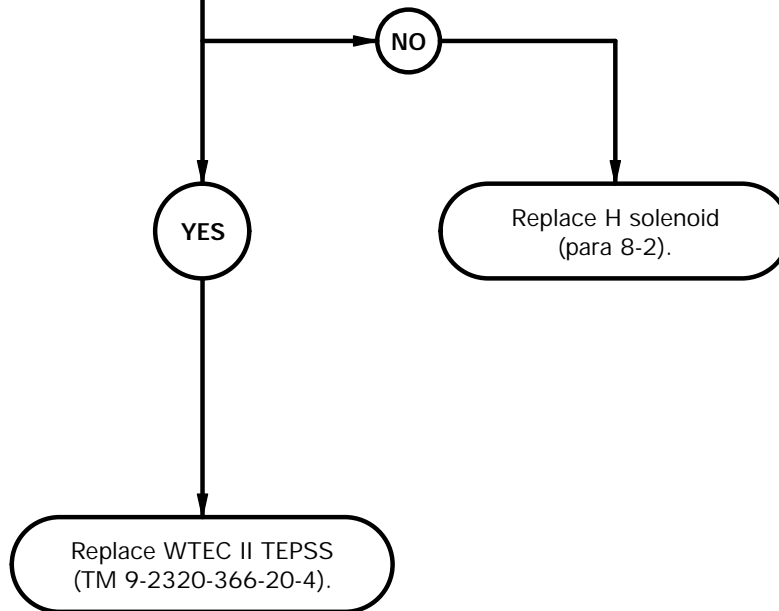 NO
Replace H solenoid
(para 8-2).
YES
Replace WTEC II TEPSS
(TM 9-2320-366-20-4).